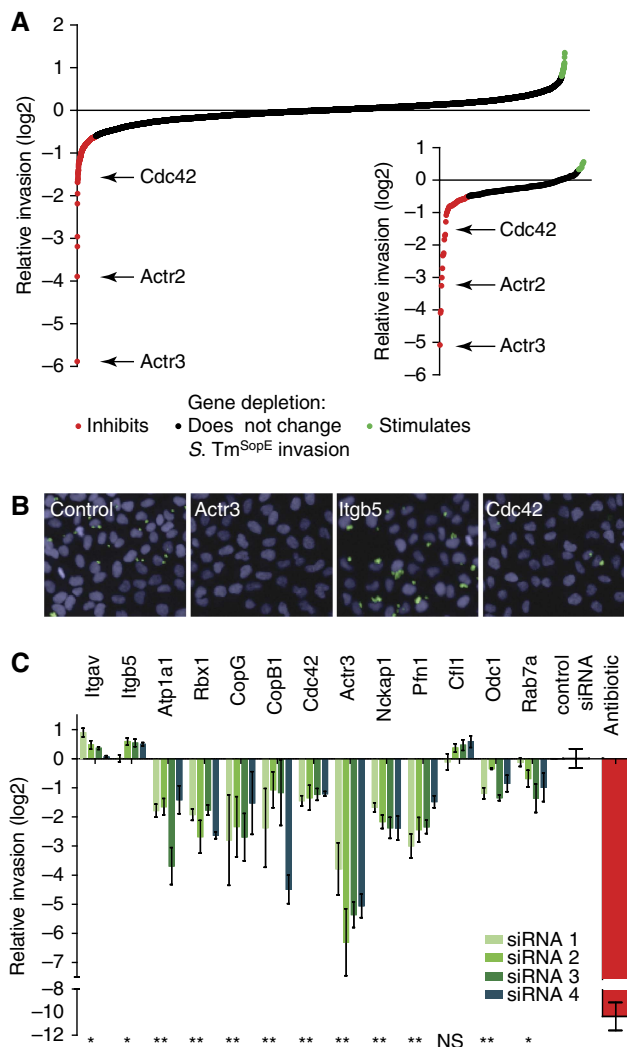 A
Relative invasion (log2)
2
1
0
−1
−2
−3
−4
−5
−6
Cdc42
Actr2
Actr3
Relative invasion (log2)
1
0
−1
−2
−3
−4
−5
−6
Cdc42
Actr2
Actr3
Gene depletion:
Inhibits
Does not change
S. Tm^SopE invasion
Stimulates
B
Control
Actr3
Itgb5
Cdc42
C
Itgav
Itgb5
Atp1a1
Rbx1
CopG
CopB1
Cdc42
Actr3
Nckap1
Pfn1
Cfl1
Odc1
Rab7a
control
siRNA
Antibiotic
Relative invasion (log2)
1
0
−1
−2
−3
−4
−5
−6
−7
−8
−10
−12
siRNA 1
siRNA 2
siRNA 3
siRNA 4
* * ** ** ** ** ** ** ** ** NS ** *